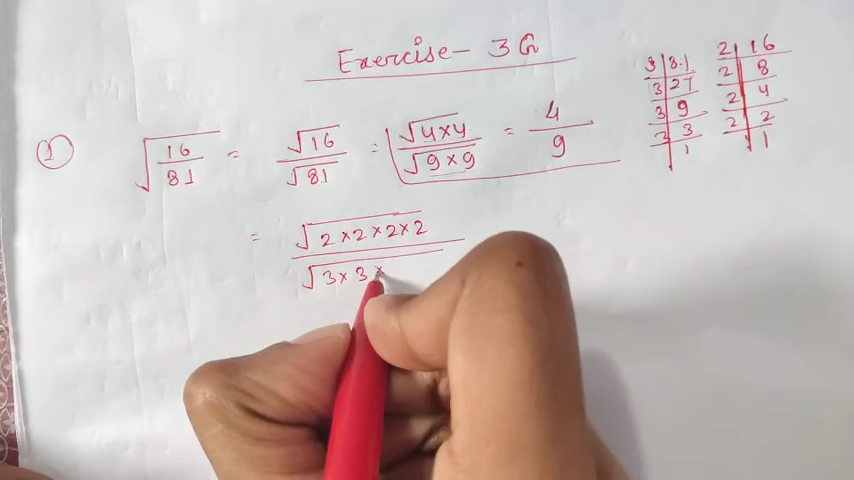 Exercise - 3 G
① √16/81 = √16/√81 = √4×4/√9×9 = 4/9
= √2×2×2×2/√3×3×
3 | 81
3 | 27
3 | 9
3 | 3
| 1
2 | 16
2 | 8
2 | 4
2 | 2
| 1